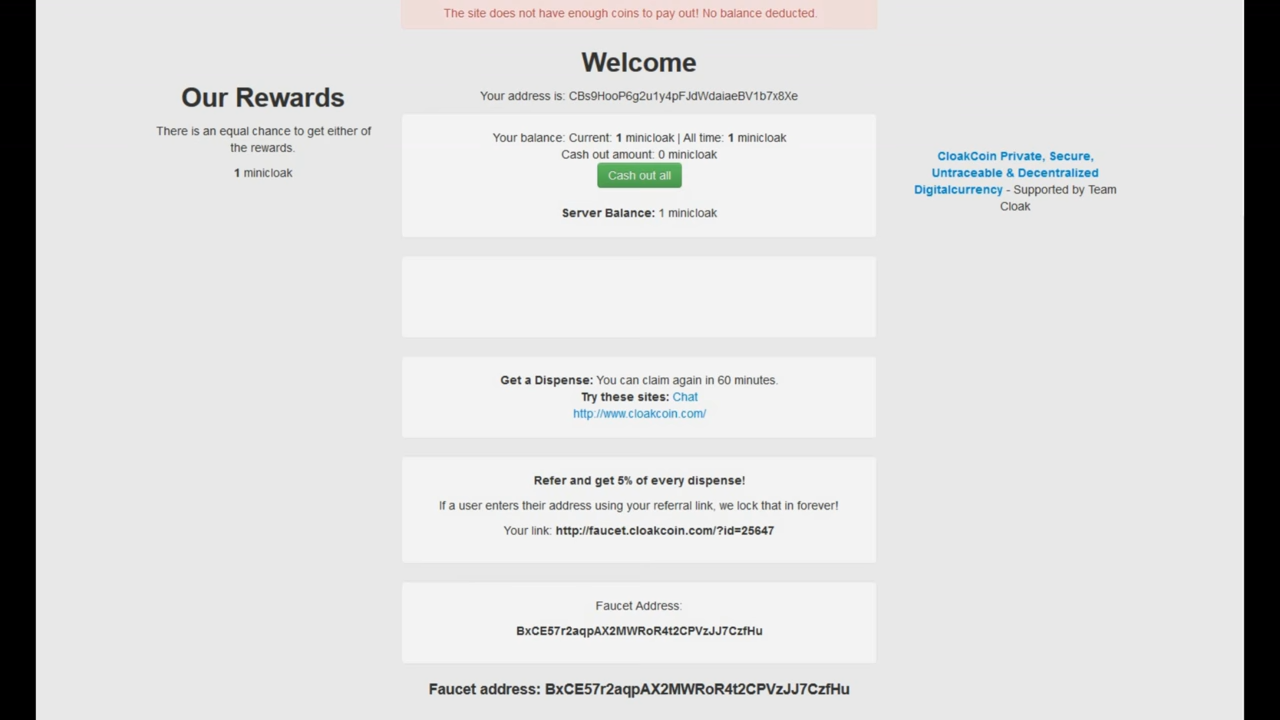 The site does not have enough coins to pay out! No balance deducted.
Our Rewards
There is an equal chance to get either of
the rewards.
1 minicloak
Welcome
Your address is: CBs9HooP6g2u1y4pFJdWdaiaeBV1b7x8Xe
Your balance: Current: 1 minicloak | All time: 1 minicloak
Cash out amount: 0 minicloak
Cash out all
Server Balance: 1 minicloak
Get a Dispense: You can claim again in 60 minutes.
Try these sites: Chat
http://www.cloakcoin.com/
Refer and get 5% of every dispense!
If a user enters their address using your referral link, we lock that in forever!
Your link: http://faucet.cloakcoin.com/?id=25647
Faucet Address:
BxCE57r2aqpAX2MWRoR4t2CPVzJJ7CzfHu
Faucet address: BxCE57r2aqpAX2MWRoR4t2CPVzJJ7CzfHu
CloakCoin Private, Secure,
Untraceable & Decentralized
Digitalcurrency - Supported by Team
Cloak